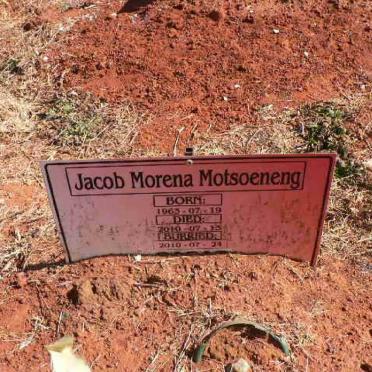 Jacob Morena Motsoeneng
BORN:
1963-07-19
DIED:
2010-07-15
BURRIED:
2010-07-24